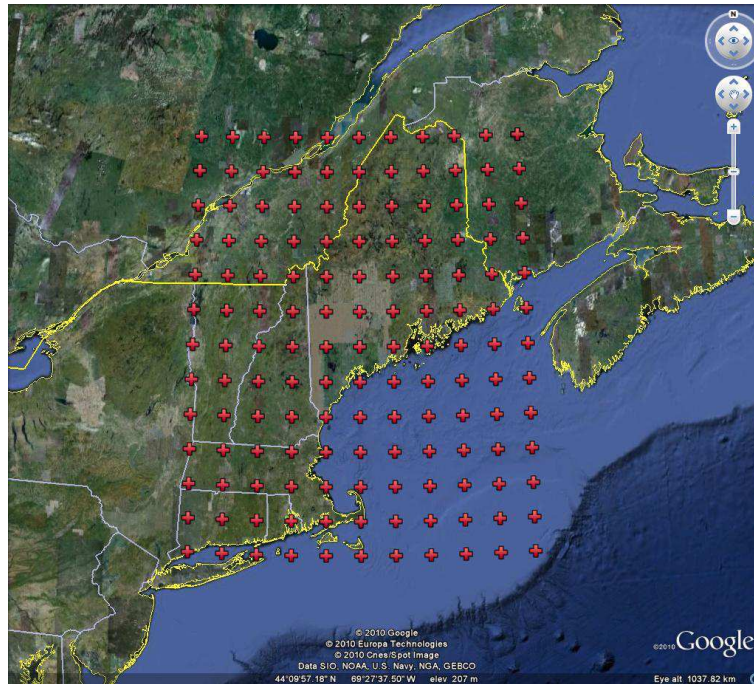 N
© 2010 Google
© 2010 Europa Technologies
© 2010 Cnes/Spot Image
Data SIO, NOAA, U.S. Navy, NGA, GEBCO
©2010 Google
44°09'57.18" N 69°27'37.50" W elev 207 m Eye alt 1037.82 km